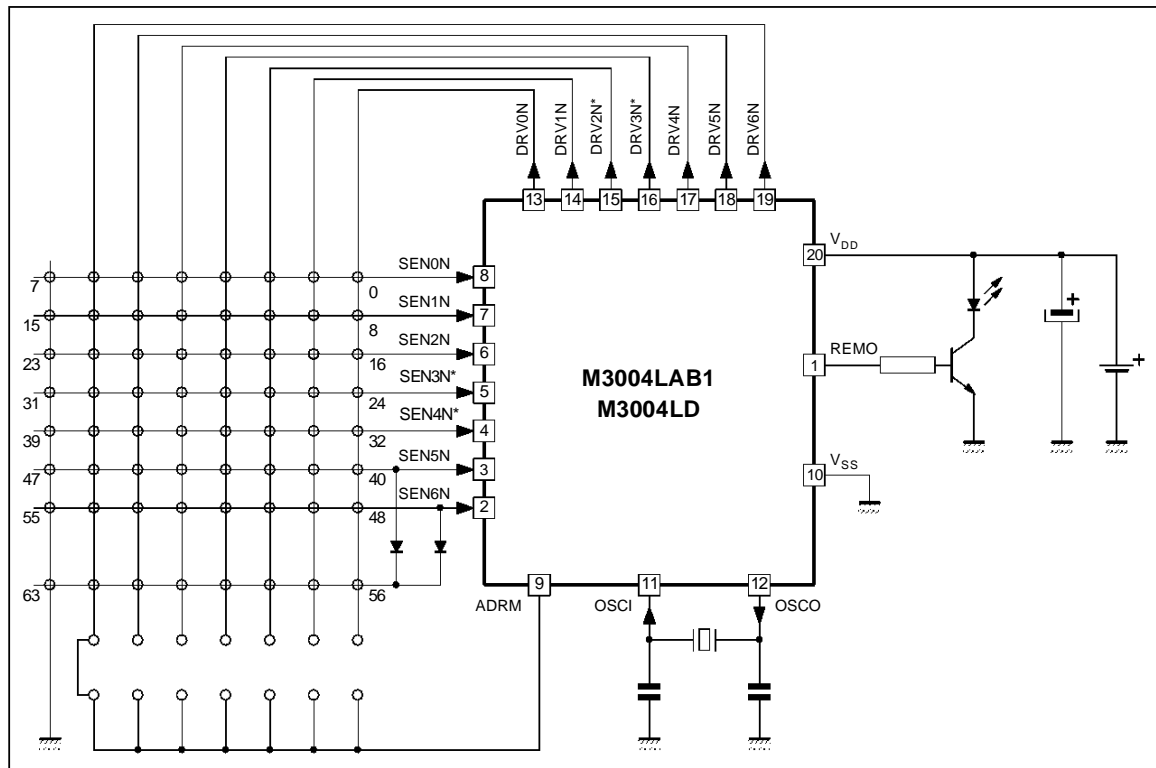 DRV0N
DRV1N
DRV2N*
DRV3N*
DRV4N
DRV5N
DRV6N
13
14
15
16
17
18
19
7
0
SEN0N
8
15
8
SEN1N
7
23
16
SEN2N
6
31
24
SEN3N*
5
39
32
SEN4N*
4
47
40
SEN5N
3
55
48
SEN6N
2
63
56
M3004LAB1
M3004LD
20
VDD
+
+
1
REMO
10
VSS
9
ADRM
11
OSCI
12
OSCO